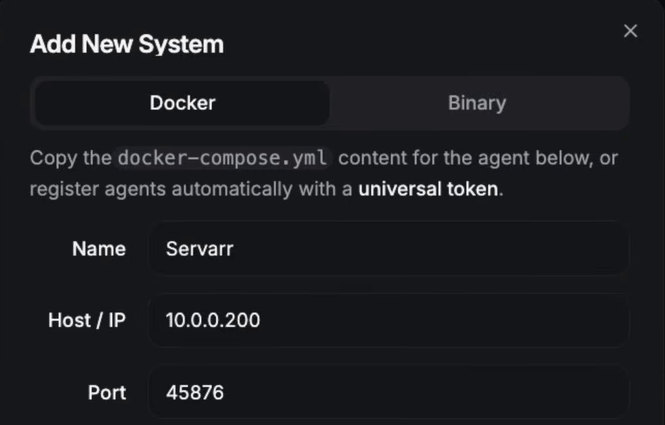 Add New System
Docker
Binary
Copy the docker-compose.yml content for the agent below, or
register agents automatically with a universal token.
Name
Servarr
Host / IP
10.0.0.200
Port
45876